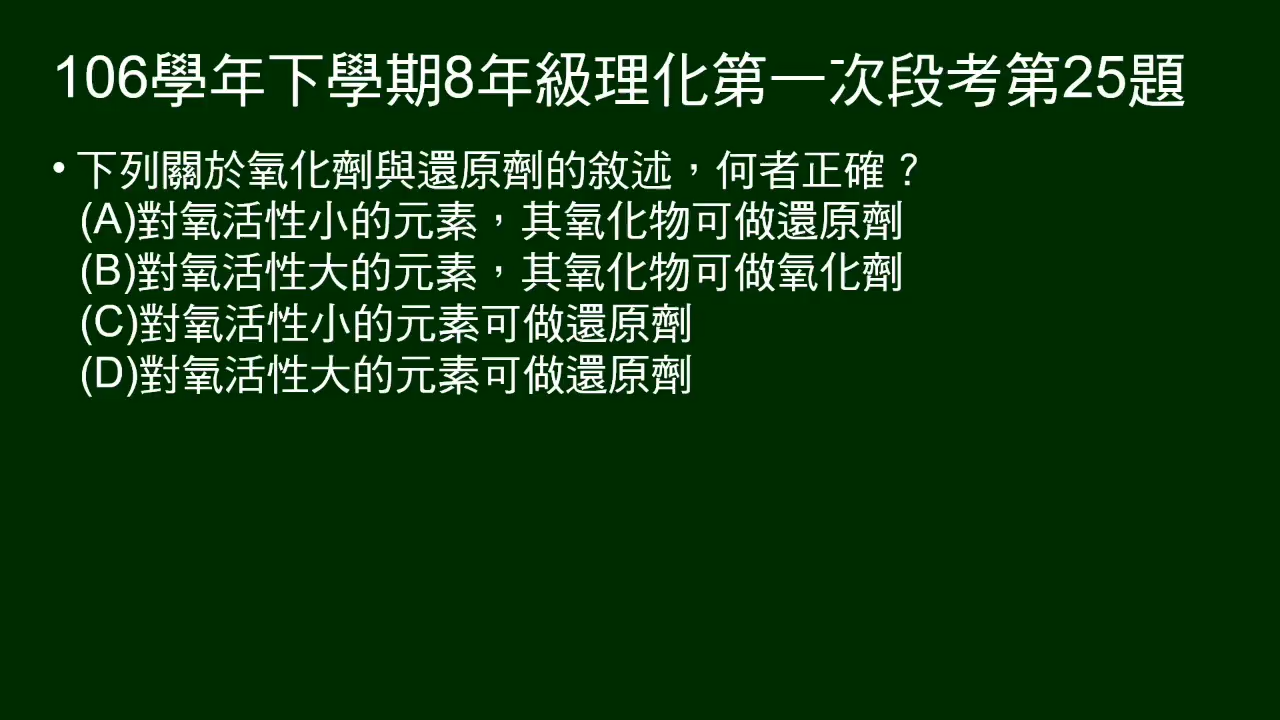 106學年下學期8年級理化第一次段考第25題
• 下列關於氧化劑與還原劑的敘述，何者正確？
(A)對氧活性小的元素，其氧化物可做還原劑
(B)對氧活性大的元素，其氧化物可做氧化劑
(C)對氧活性小的元素可做還原劑
(D)對氧活性大的元素可做還原劑